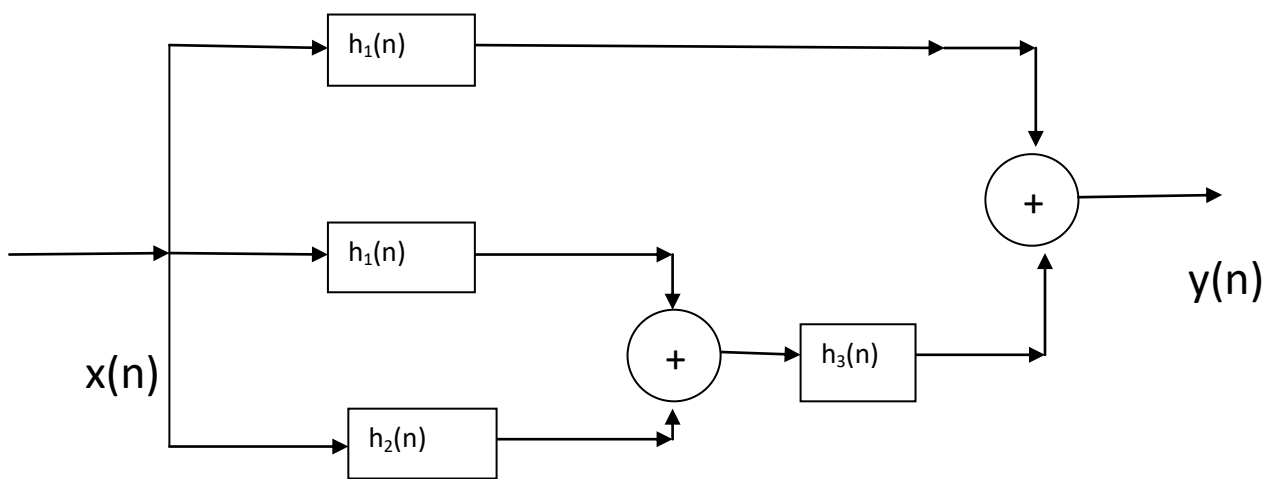 h₁(n)
+
h₁(n)
y(n)
+
h₃(n)
x(n)
h₂(n)